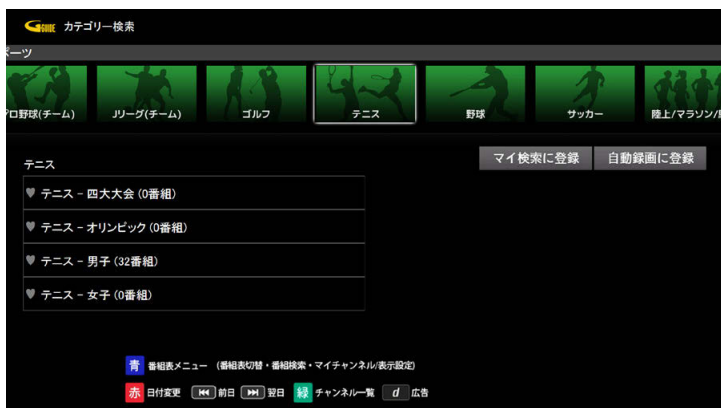 G GUIDE カテゴリー検索
ポーツ
プロ野球(チーム) Jリーグ(チーム) ゴルフ テニス 野球 サッカー 陸上/マラソン/
テニス
マイ検索に登録 自動録画に登録
♥ テニス – 四大大会 (0番組)
♥ テニス – オリンピック (0番組)
♥ テニス – 男子 (32番組)
♥ テニス – 女子 (0番組)
青 番組表メニュー (番組表切替・番組検索・マイチャンネル/表示設定)
赤 日付変更 ⏮ 前日 ⏭ 翌日 緑 チャンネル一覧 d 広告